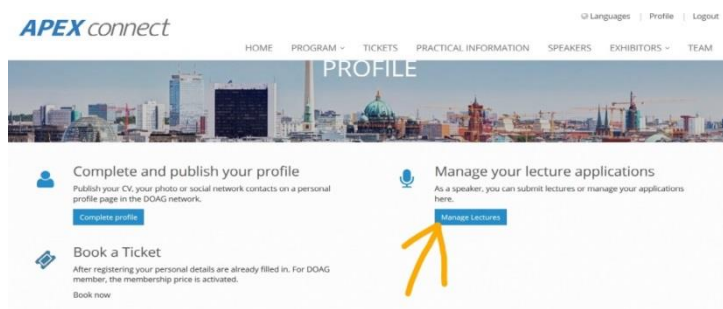 Languages | Profile | Logout
APEX connect
HOME PROGRAM TICKETS PRACTICAL INFORMATION SPEAKERS EXHIBITORS TEAM
PROFILE
Complete and publish your profile
Publish your CV, your photo or social network contacts on a personal
profile page in the DOAG network.
Complete profile
Manage your lecture applications
As a speaker, you can submit lectures or manage your applications
here.
Manage Lectures
Book a Ticket
After registering your personal details are already filled in. For DOAG
member, the membership price is activated.
Book now